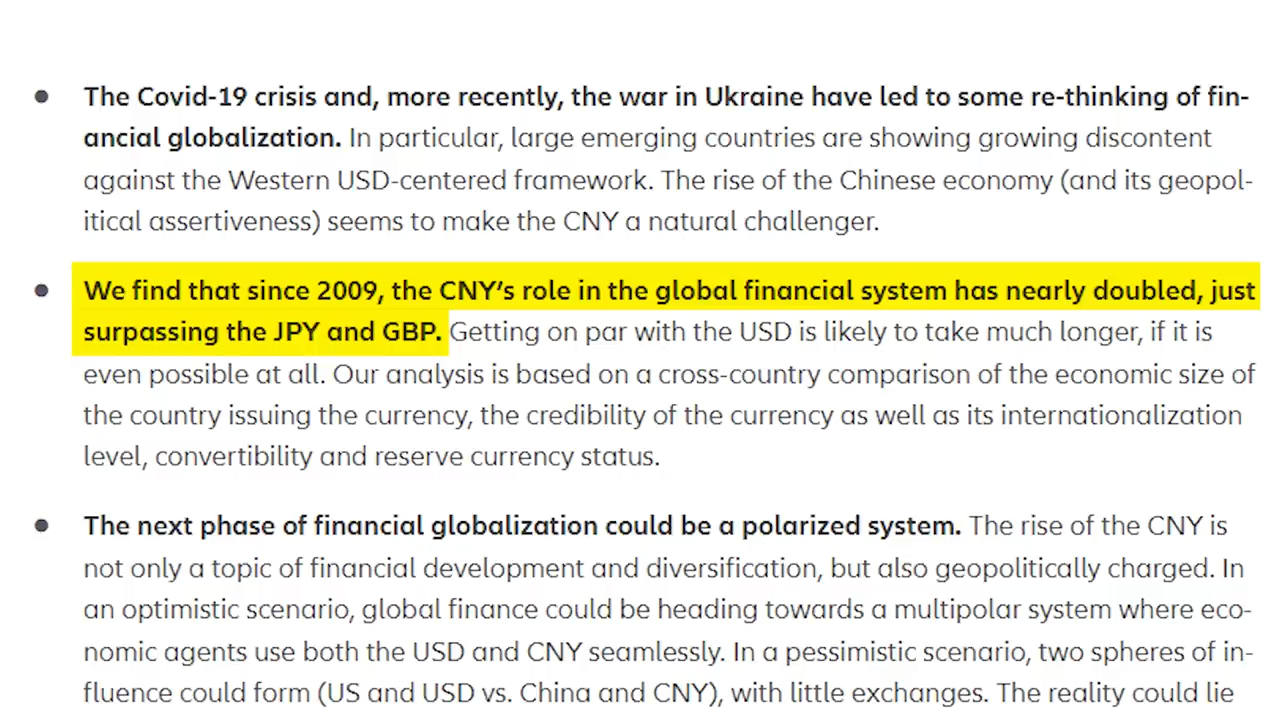 ● The Covid-19 crisis and, more recently, the war in Ukraine have led to some re-thinking of fin-
ancial globalization. In particular, large emerging countries are showing growing discontent
against the Western USD-centered framework. The rise of the Chinese economy (and its geopol-
itical assertiveness) seems to make the CNY a natural challenger.
● We find that since 2009, the CNY’s role in the global financial system has nearly doubled, just
surpassing the JPY and GBP. Getting on par with the USD is likely to take much longer, if it is
even possible at all. Our analysis is based on a cross-country comparison of the economic size of
the country issuing the currency, the credibility of the currency as well as its internationalization
level, convertibility and reserve currency status.
● The next phase of financial globalization could be a polarized system. The rise of the CNY is
not only a topic of financial development and diversification, but also geopolitically charged. In
an optimistic scenario, global finance could be heading towards a multipolar system where eco-
nomic agents use both the USD and CNY seamlessly. In a pessimistic scenario, two spheres of in-
fluence could form (US and USD vs. China and CNY), with little exchanges. The reality could lie